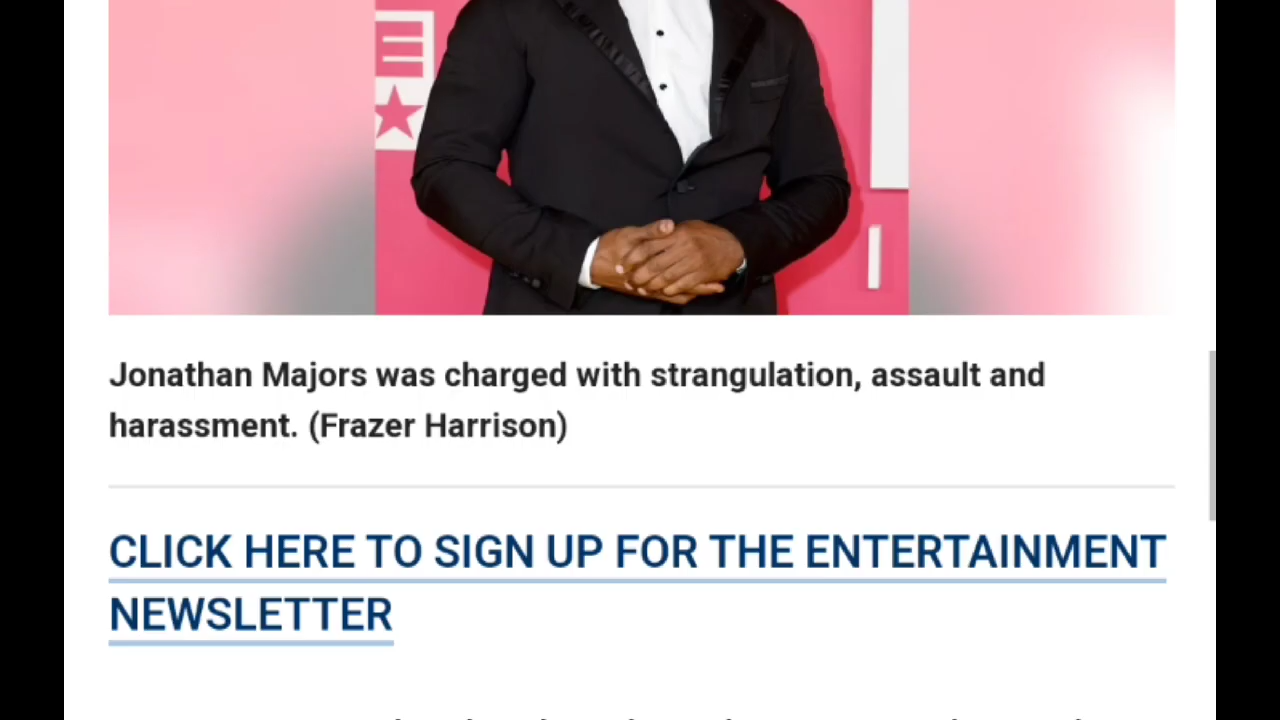 E
Jonathan Majors was charged with strangulation, assault and
harassment. (Frazer Harrison)
CLICK HERE TO SIGN UP FOR THE ENTERTAINMENT
NEWSLETTER